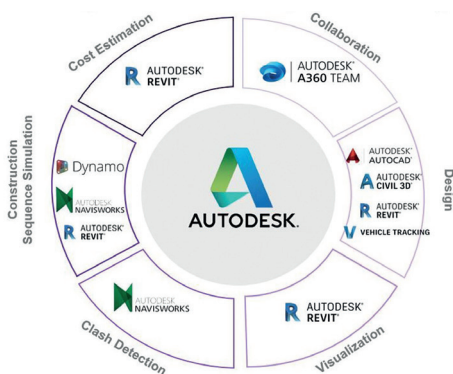 Cost Estimation
AUTODESK®
REVIT®
Collaboration
AUTODESK®
A360 TEAM
Construction
Sequence Simulation
Dynamo
AUTODESK®
NAVISWORKS
AUTODESK®
REVIT®
AUTODESK.
Design
AUTODESK®
AUTOCAD®
AUTODESK®
CIVIL 3D®
AUTODESK®
REVIT®
VEHICLE TRACKING
Clash Detection
AUTODESK®
NAVISWORKS
Visualization
AUTODESK®
REVIT®